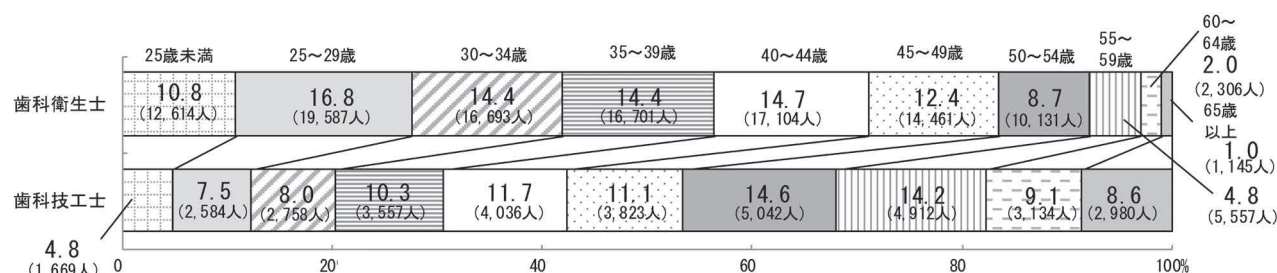 25歳未満 25～29歳 30～34歳 35～39歳 40～44歳 45～49歳 50～54歳 55～59歳 60～64歳
歯科衛生士
10.8 16.8 14.4 14.4 14.7 12.4 8.7
(12,614人) (19,587人) (16,693人) (16,701人) (17,104人) (14,461人) (10,131人)
2.0
(2,306人)
65歳
以上
1.0
(1,145人)
4.8
(5,557人)
歯科技工士
7.5 8.0 10.3 11.7 11.1 14.6 14.2 9.1 8.6
(2,584人) (2,758人) (3,557人) (4,036人) (3,823人) (5,042人) (4,912人) (3,134人) (2,980人)
4.8
(1,669人)
0 20 40 60 80 100%